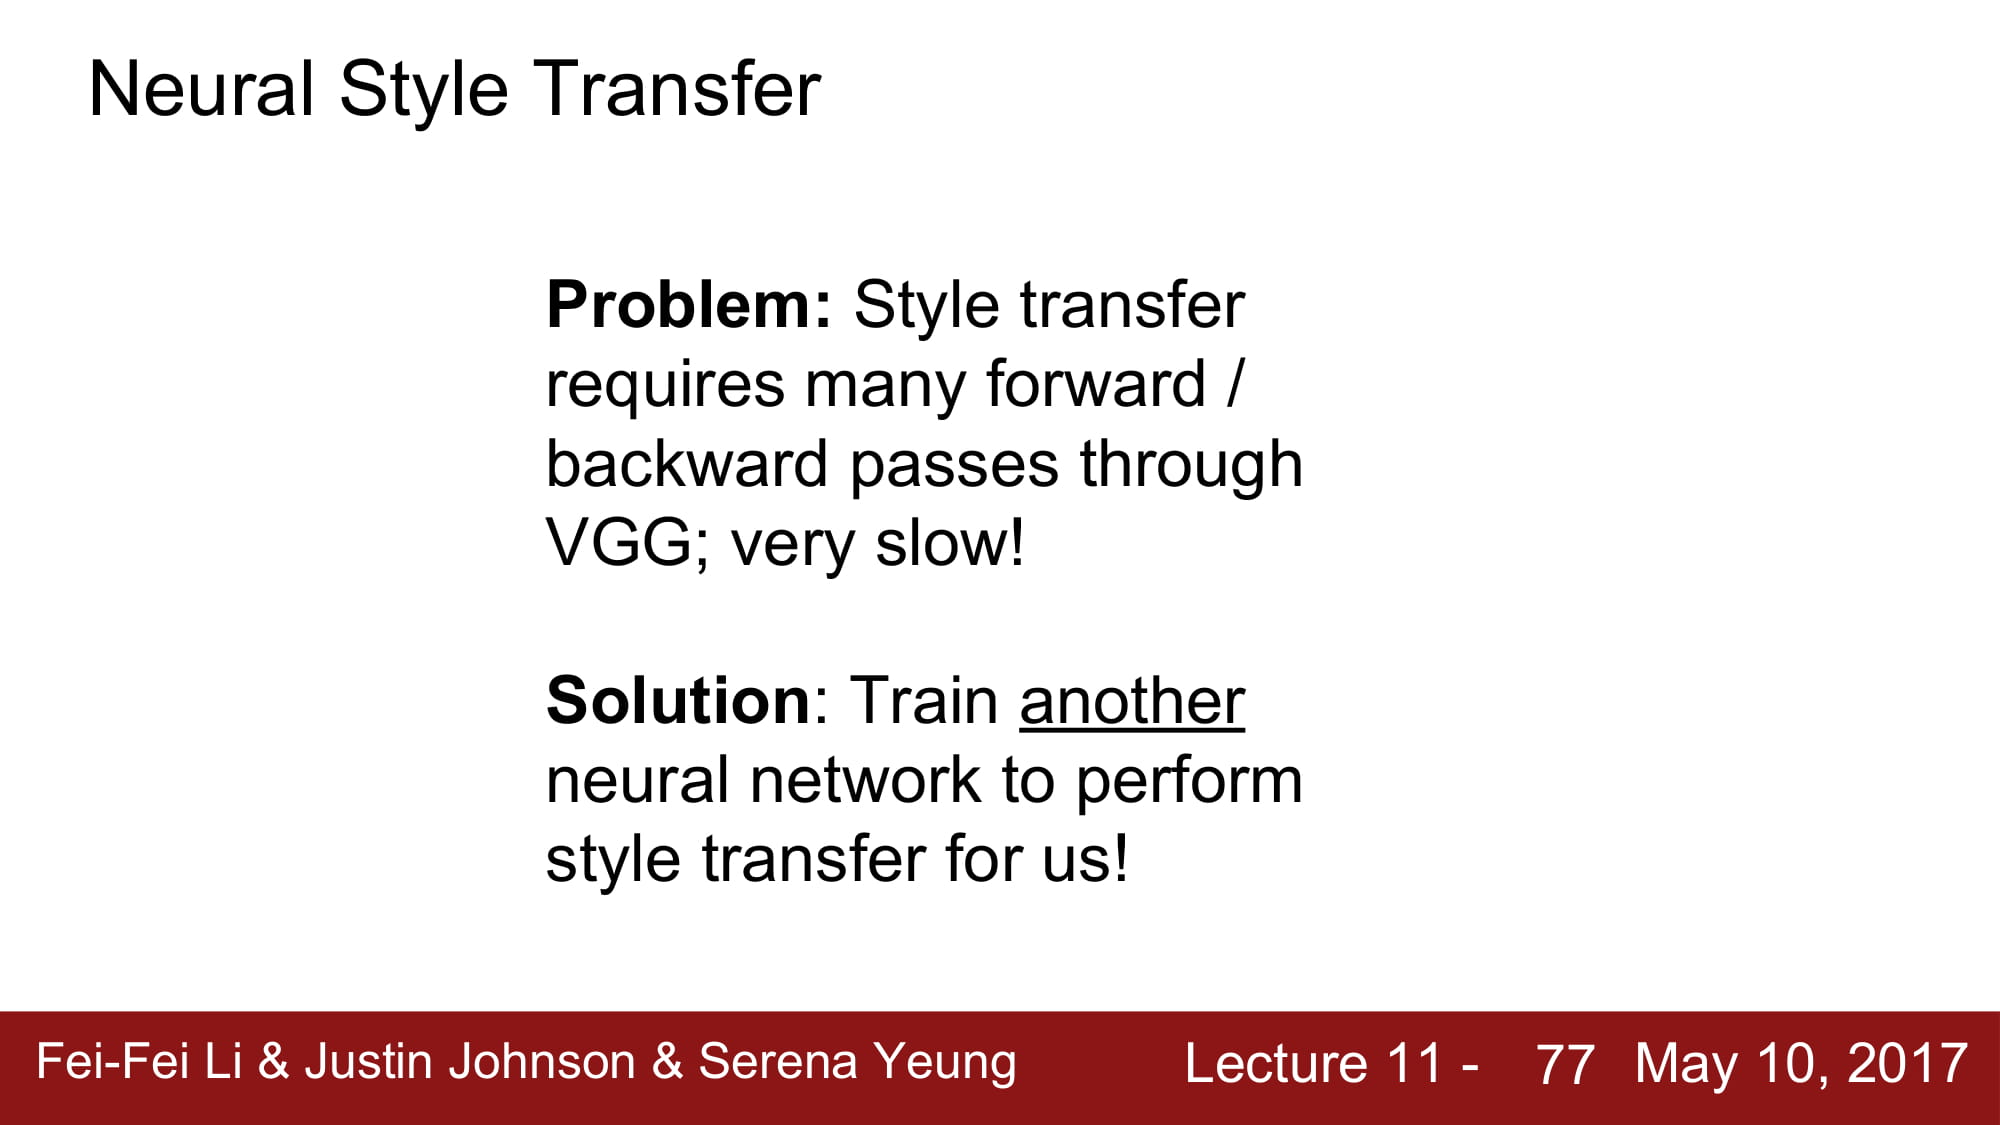 Neural Style Transfer
Problem: Style transfer
requires many forward /
backward passes through
VGG; very slow!
Solution: Train another
neural network to perform
style transfer for us!
Fei-Fei Li & Justin Johnson & Serena Yeung Lecture 11 - 77 May 10, 2017